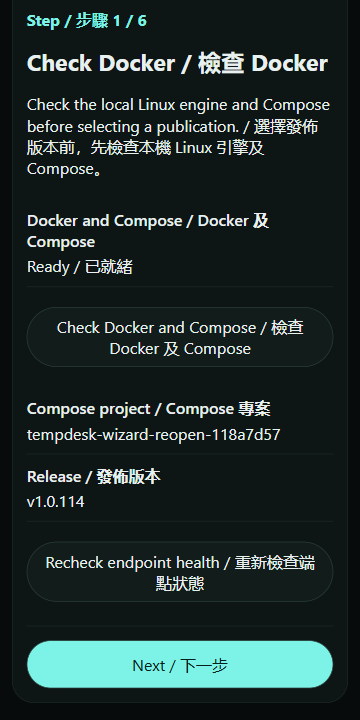 Step / 步驟 1 / 6
Check Docker / 檢查 Docker
Check the local Linux engine and Compose
before selecting a publication. / 選擇發佈
版本前，先檢查本機 Linux 引擎及
Compose。
Docker and Compose / Docker 及
Compose
Ready / 已就緒
Check Docker and Compose / 檢查
Docker 及 Compose
Compose project / Compose 專案
tempdesk-wizard-reopen-118a7d57
Release / 發佈版本
v1.0.114
Recheck endpoint health / 重新檢查端
點狀態
Next / 下一步